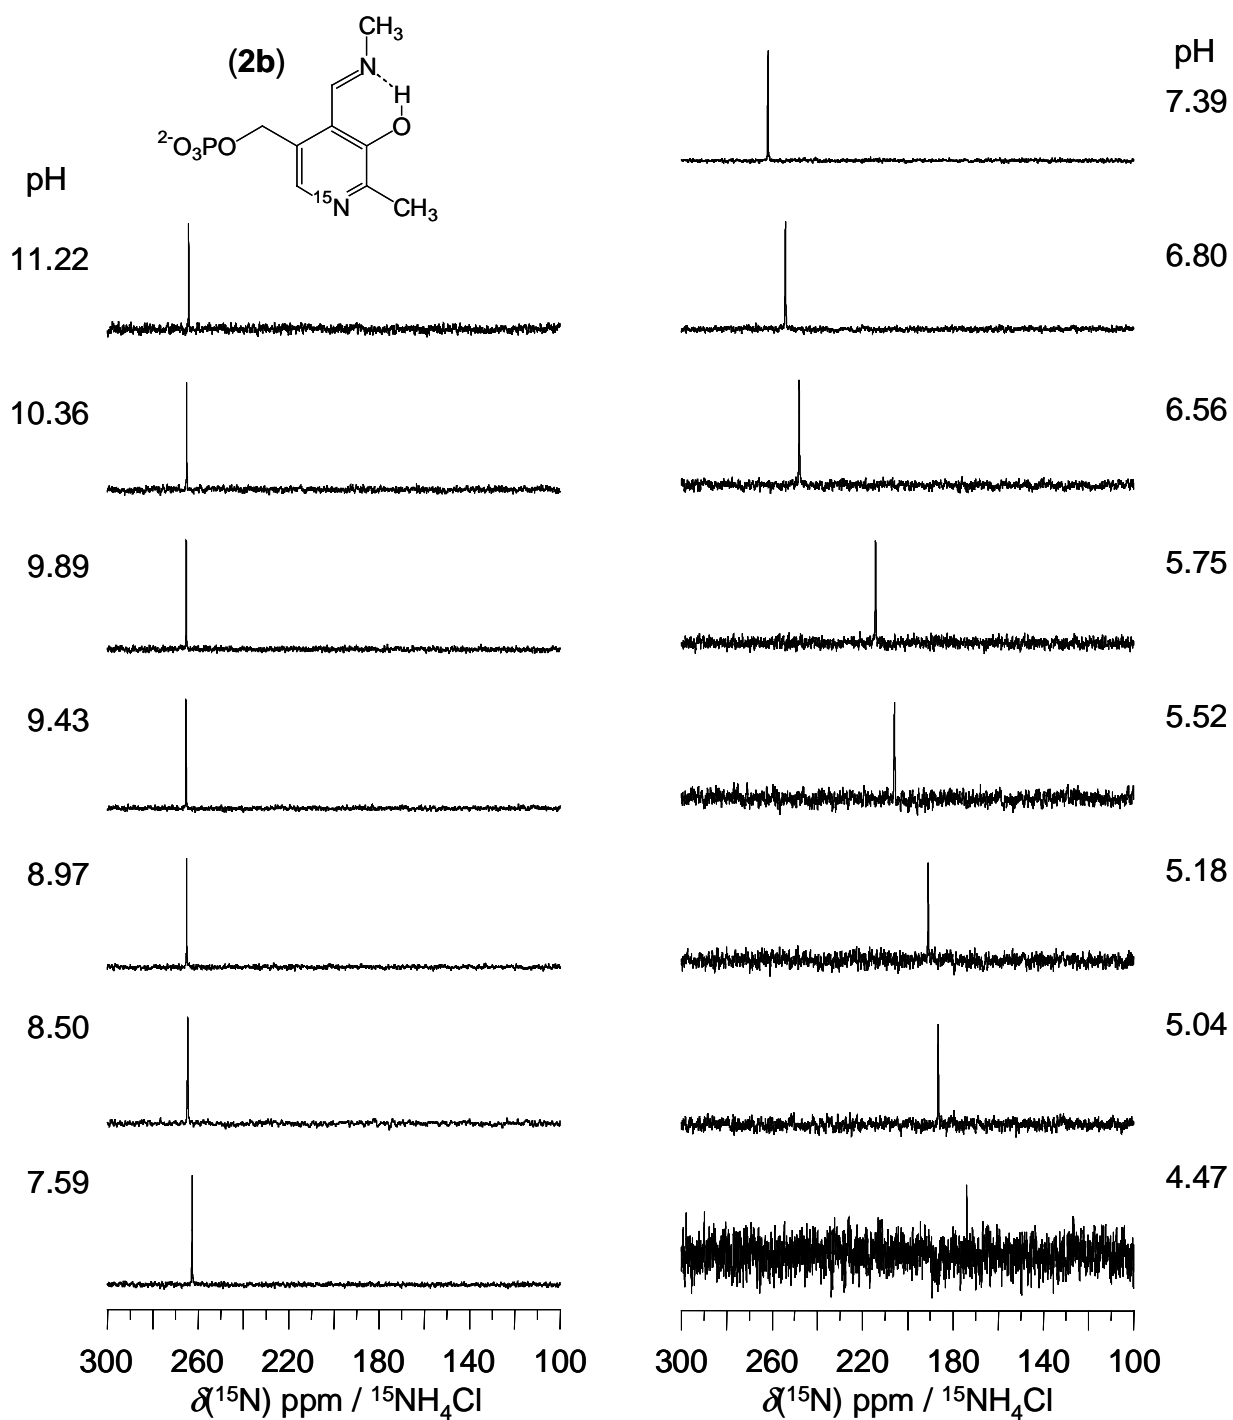 (2b)
CH3
N
H
O
2-O3PO
15N
CH3
pH
11.22
10.36
9.89
9.43
8.97
8.50
7.59
300 260 220 180 140 100
δ(15N) ppm / 15NH4Cl
pH
7.39
6.80
6.56
5.75
5.52
5.18
5.04
4.47
300 260 220 180 140 100
δ(15N) ppm / 15NH4Cl